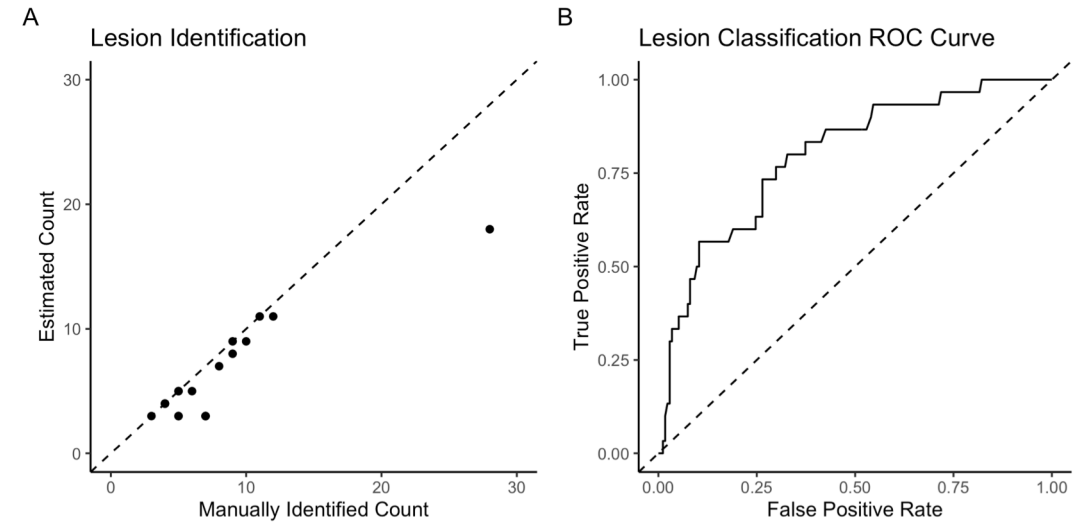 A
Lesion Identification
30
20
10
0
Estimated Count
0 10 20 30
Manually Identified Count
B
Lesion Classification ROC Curve
1.00
0.75
0.50
0.25
0.00
True Positive Rate
0.00 0.25 0.50 0.75 1.00
False Positive Rate